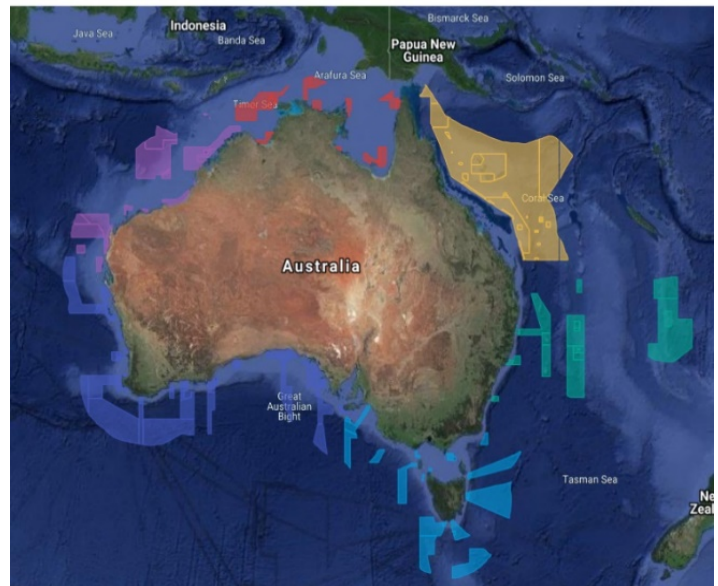 Bismarck Sea
Indonesia
Java Sea
Banda Sea
Papua New
Guinea
Arafura Sea
Solomon Sea
Timor Sea
Coral Sea
Australia
Great
Australian
Bight
Tasman Sea
Ne
Zeal